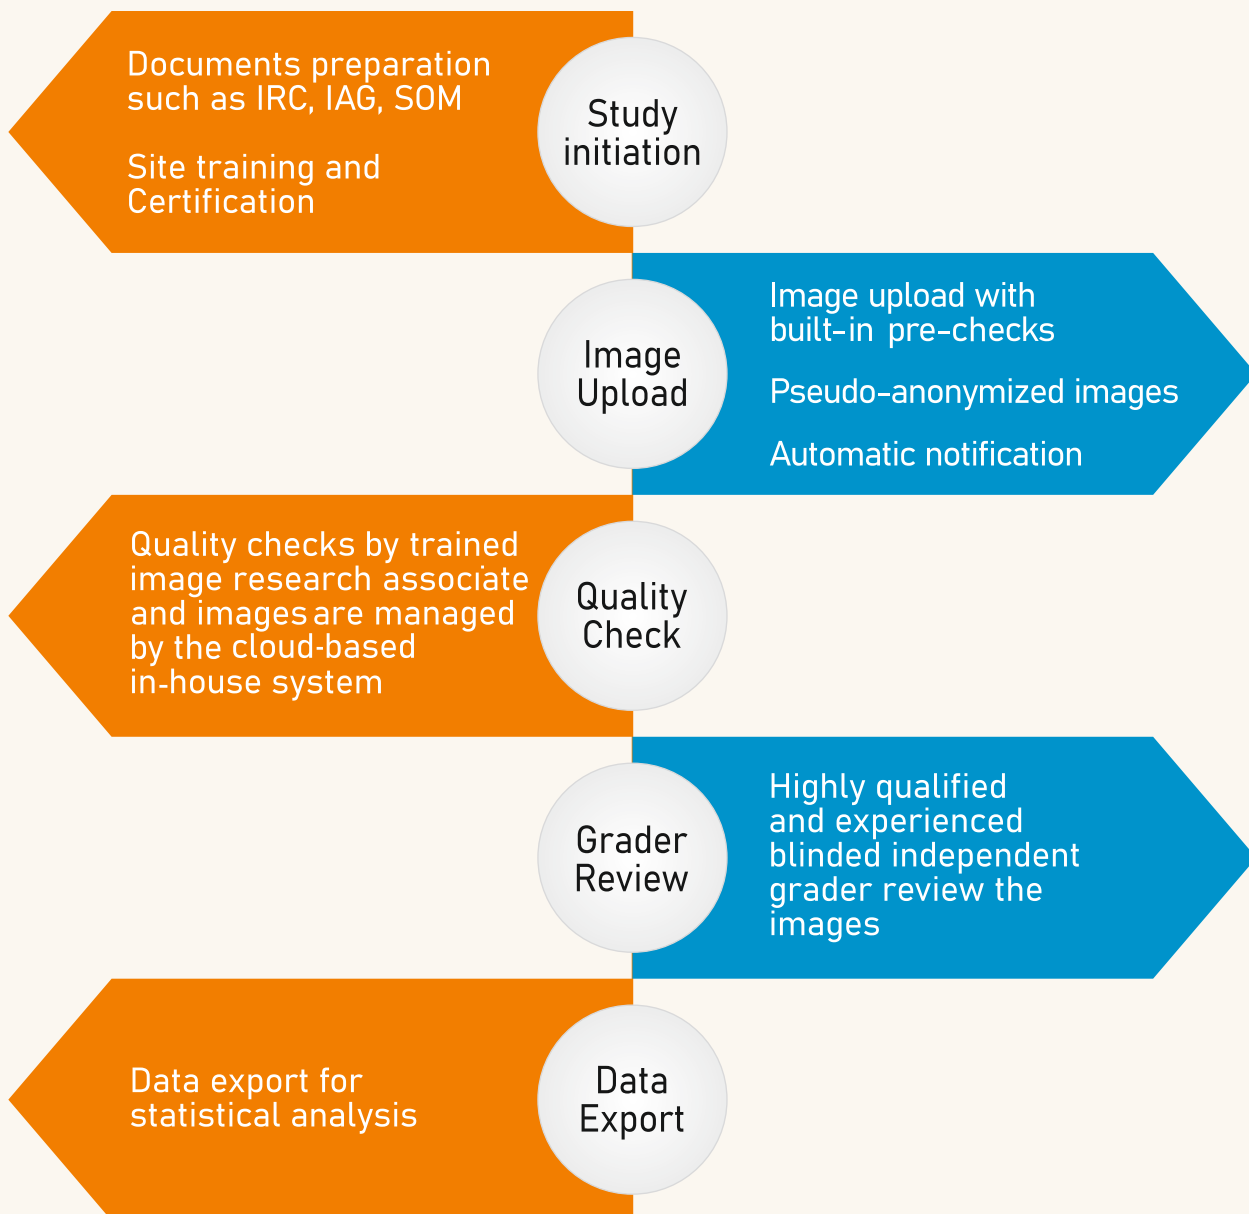 Documents preparation
such as IRC, IAG, SOM
Site training and
Certification
Study
initiation
Image
Upload
Image upload with
built-in pre-checks
Pseudo-anonymized images
Automatic notification
Quality checks by trained
image research associate
and images are managed
by the cloud-based
in-house system
Quality
Check
Grader
Review
Highly qualified
and experienced
blinded independent
grader review the
images
Data export for
statistical analysis
Data
Export